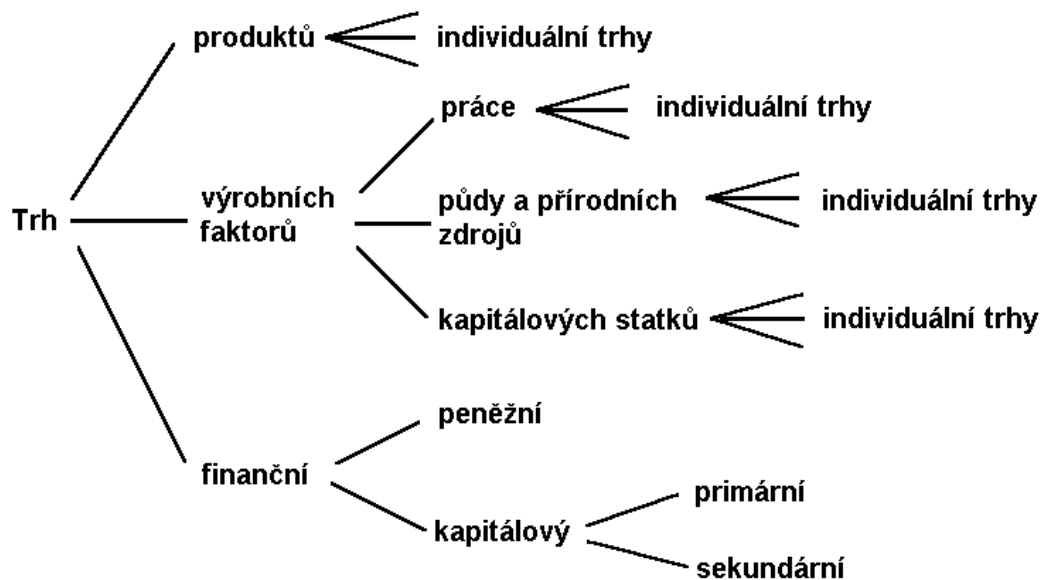 produktů
individuální trhy
práce
individuální trhy
Trh
výrobních
faktorů
půdy a přírodních
zdrojů
individuální trhy
kapitálových statků
individuální trhy
finanční
peněžní
kapitálový
primární
sekundární